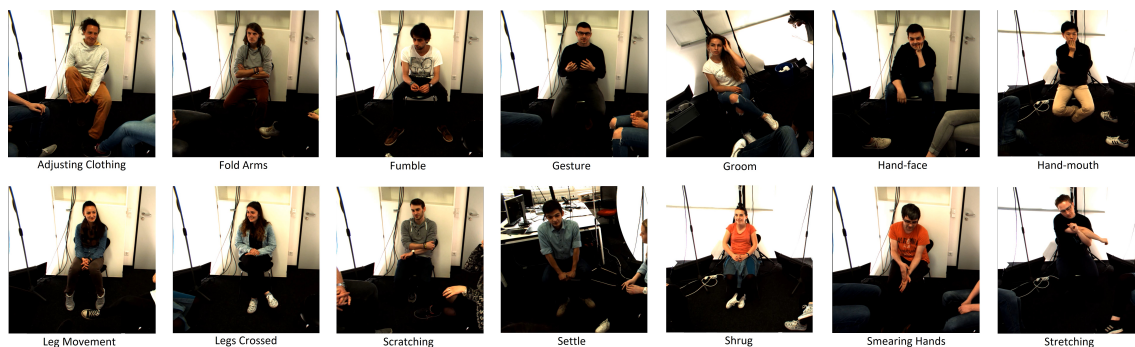 Adjusting Clothing
Fold Arms
Fumble
Gesture
Groom
Hand-face
Hand-mouth
Leg Movement
Legs Crossed
Scratching
Settle
Shrug
Smearing Hands
Stretching